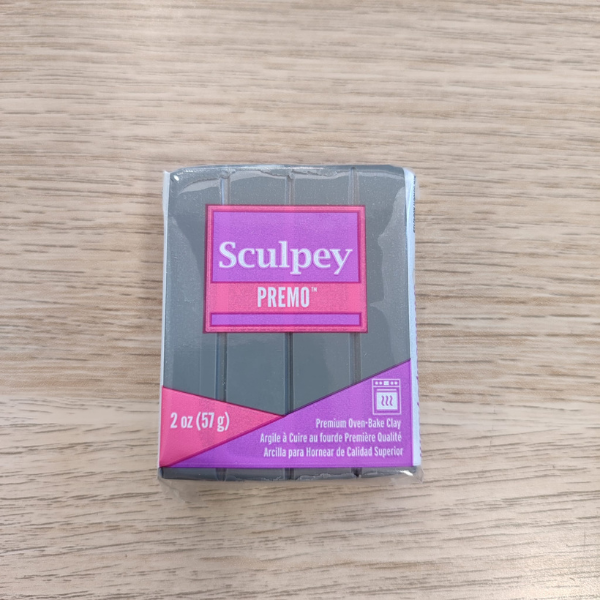 Sculpey
PREMO™
2 oz (57 g)
Premium Oven-Bake Clay
Argile à Cuire au fourde Première Qualité
Arcilla para Hornear de Calidad Superior